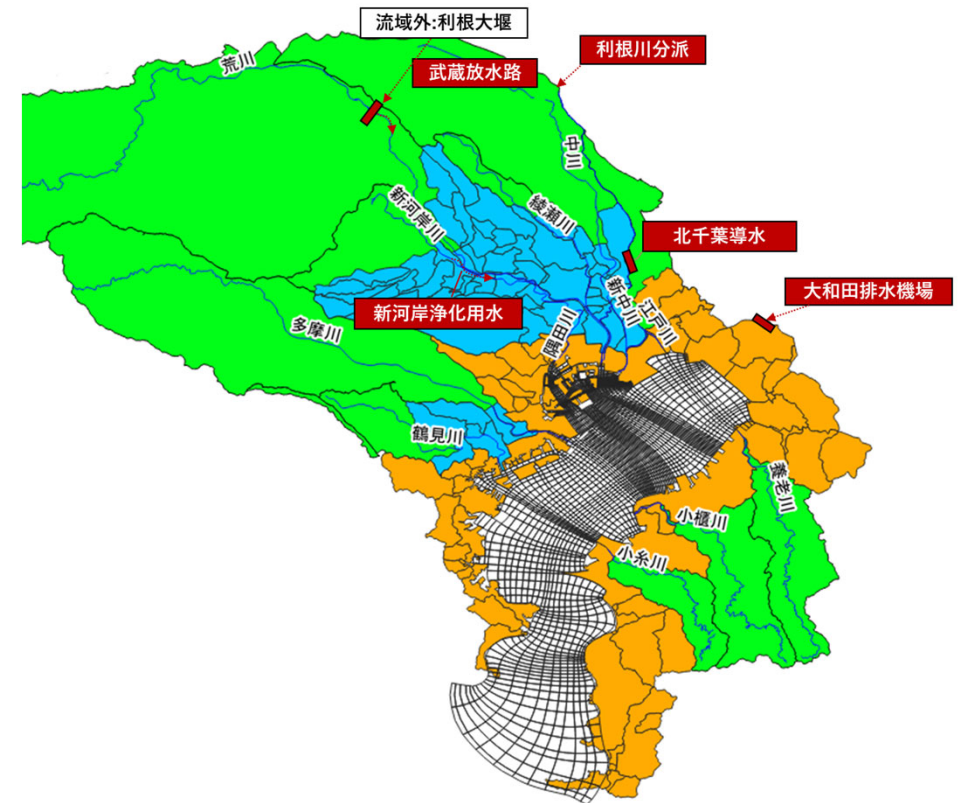 流域外:利根大堰
利根川分派
武蔵放水路
荒川
中川
綾瀬川
新河岸川
北千葉導水
大和田排水機場
新中川
江戸川
新河岸浄化用水
隅田川
多摩川
鶴見川
養老川
小櫃川
小糸川